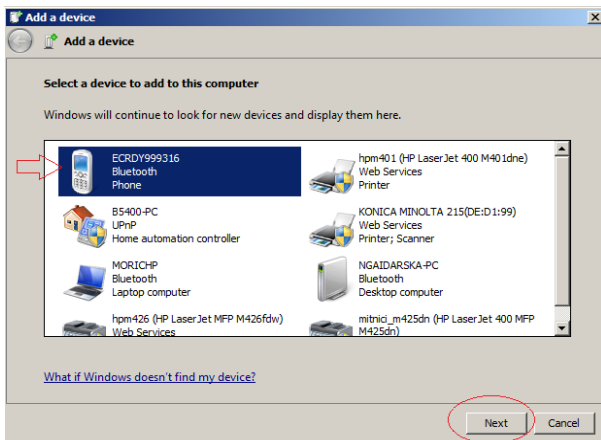 Add a device
Add a device
Select a device to add to this computer
Windows will continue to look for new devices and display them here.
ECRDY999316
Bluetooth
Phone
hpm401 (HP LaserJet 400 M401dne)
Web Services
Printer
B5400-PC
UPnP
Home automation controller
KONICA MINOLTA 215(DE:D1:99)
Web Services
Printer; Scanner
MORICHP
Bluetooth
Laptop computer
NGAIDARSKA-PC
Bluetooth
Desktop computer
hpm426 (HP LaserJet MFP M426fdw)
Web Services
mitnici_m425dn (HP LaserJet 400 MFP
M425dn)
What if Windows doesn't find my device?
Next
Cancel